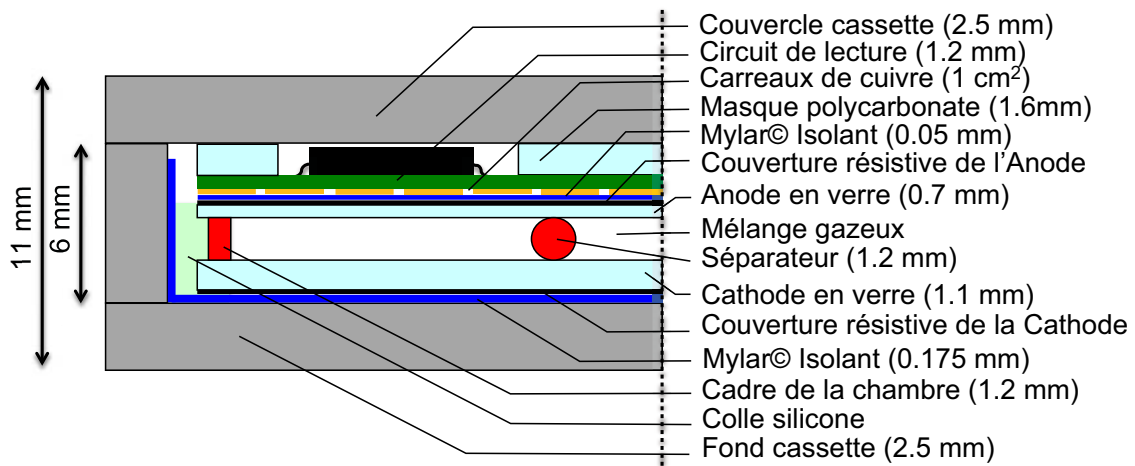 Couvercle cassette (2.5 mm)
Circuit de lecture (1.2 mm)
Carreaux de cuivre (1 cm²)
Masque polycarbonate (1.6mm)
Mylar© Isolant (0.05 mm)
Couverture résistive de l'Anode
Anode en verre (0.7 mm)
Mélange gazeux
Séparateur (1.2 mm)
Cathode en verre (1.1 mm)
Couverture résistive de la Cathode
Mylar© Isolant (0.175 mm)
Cadre de la chambre (1.2 mm)
Colle silicone
Fond cassette (2.5 mm)
11 mm
6 mm